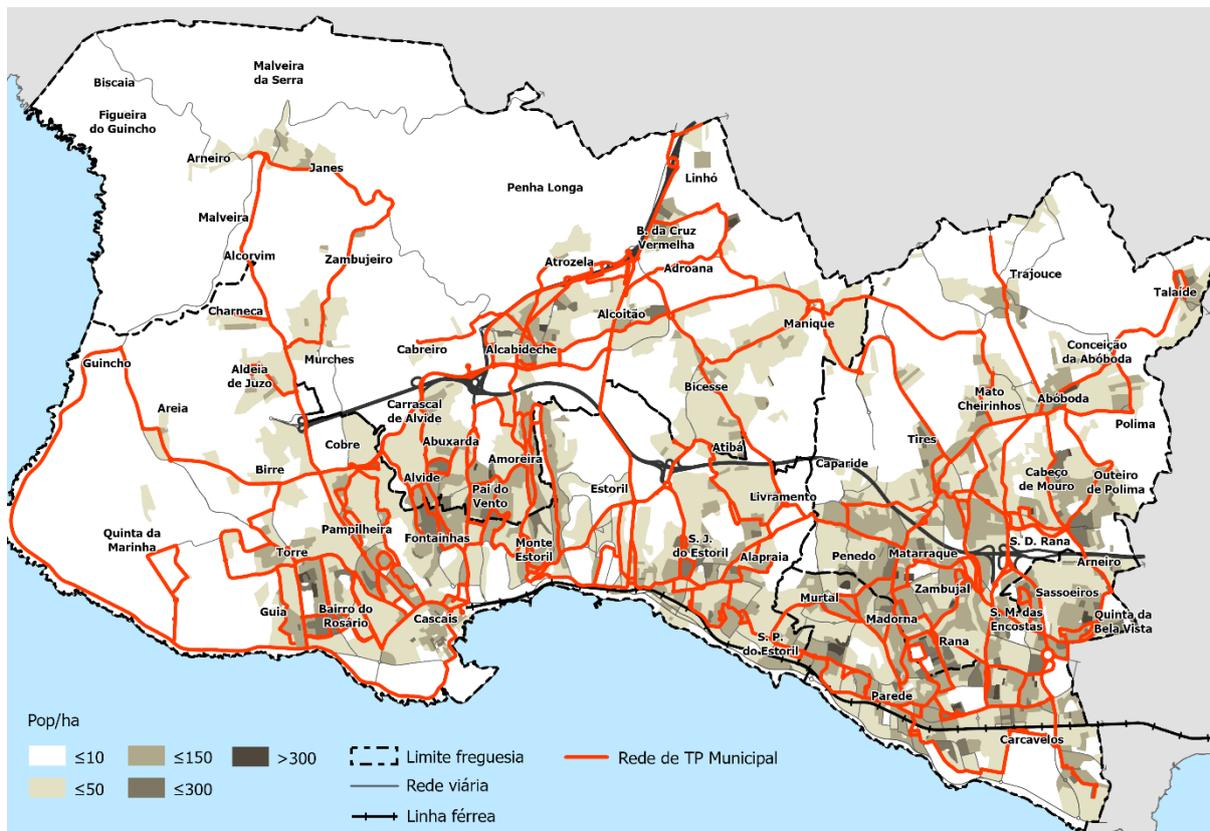 Malveira
da Serra
Biscaia
Figueira
do Guincho
Arneiro
Janes
Linhó
Penha Longa
Malveira
B. da Cruz
Vermelha
Alcorvim
Zambujeiro
Atrozela
Adroana
Trajouce
Talaíde
Charneca
Alcoitão
Manique
Murches
Cabreiro
Alcabideche
Conceição
da Abóboda
Guincho
Aldeia
de Juzo
Bicesse
Mato
Cheirinhos
Abóboda
Areia
Carrascal
de Alvide
Polima
Cobre
Abuxarda
Atibá
Tires
Birre
Amoreira
Caparide
Cabeço
de Mouro
Outeiro
de Polima
Alvide
Pai do
Vento
Estoril
Livramento
Quinta da
Marinha
Pampilheira
Fontaínhas
Monte
Estoril
S. J.
do Estoril
Alapraia
Penedo
Matarraque
S. D. Rana
Arneiro
Torre
Zambujal
Sassoeiros
Guia
Bairro do
Rosário
Cascais
Murtal
Madorna
S. M. das
Encostas
Quinta da
Bela Vista
S. P.
do Estoril
Rana
Parede
Carcavelos
Pop/ha
≤10
≤150
>300
≤50
≤300
Limite freguesia
Rede viária
Linha férrea
Rede de TP Municipal